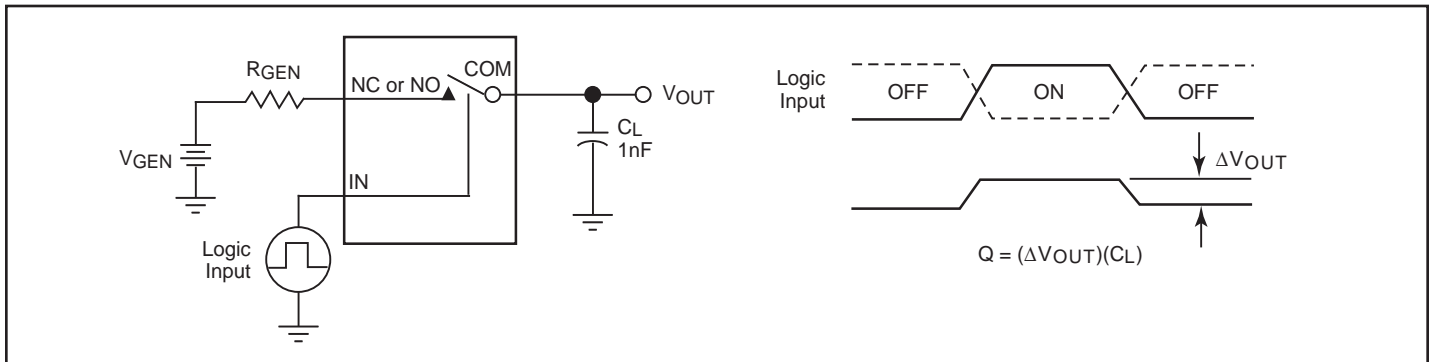 RGEN
NC or NO
COM
VOUT
CL
1nF
VGEN
IN
Logic
Input
Logic
Input
OFF
ON
OFF
ΔVOUT
Q = (ΔVOUT)(CL)